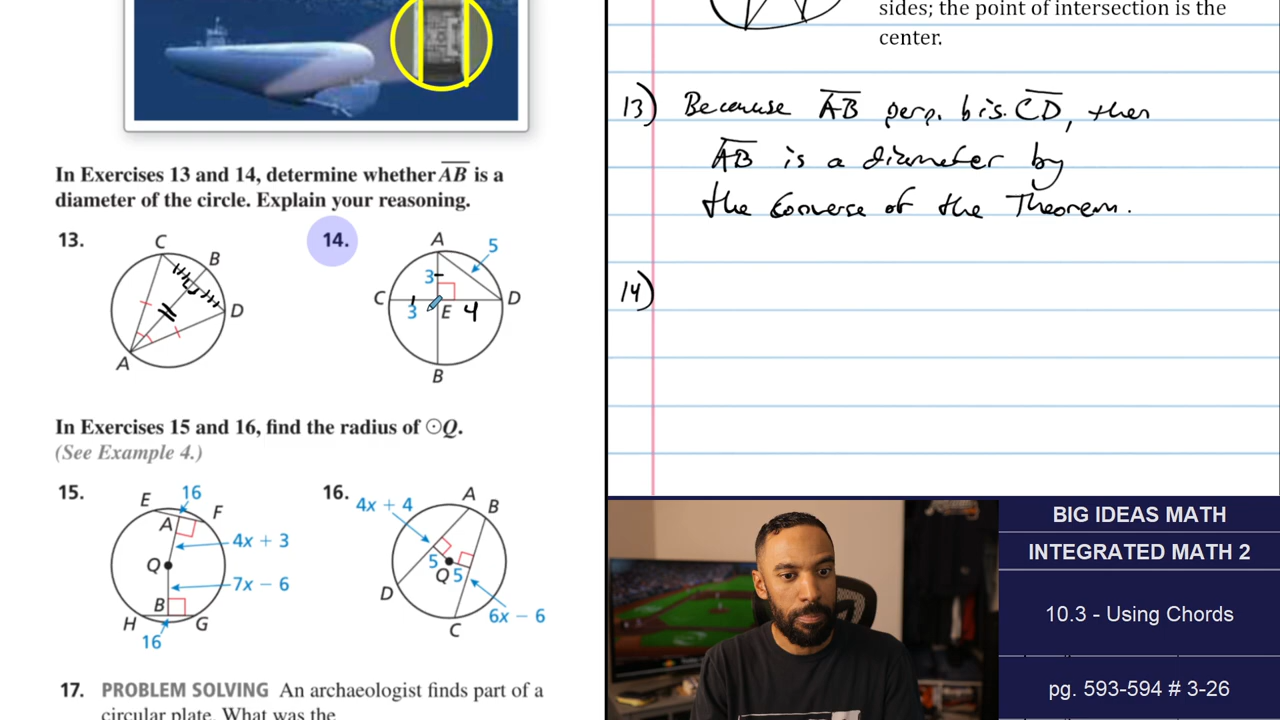 sides; the point of intersection is the
center.
13) Because AB perp. bis. CD, then
AB is a diameter by
the Converse of the Theorem.
14)
In Exercises 13 and 14, determine whether AB is a
diameter of the circle. Explain your reasoning.
13.
C
B
D
A
14.
A
5
3
C
D
3
E
4
B
In Exercises 15 and 16, find the radius of ⊙Q.
(See Example 4.)
15.
E
16
F
A
4x + 3
Q
7x − 6
B
H
G
16
16.
4x + 4
A
B
5
Q
5
D
6x − 6
C
17. PROBLEM SOLVING An archaeologist finds part of a
circular plate. What was the
BIG IDEAS MATH
INTEGRATED MATH 2
10.3 - Using Chords
pg. 593-594 # 3-26